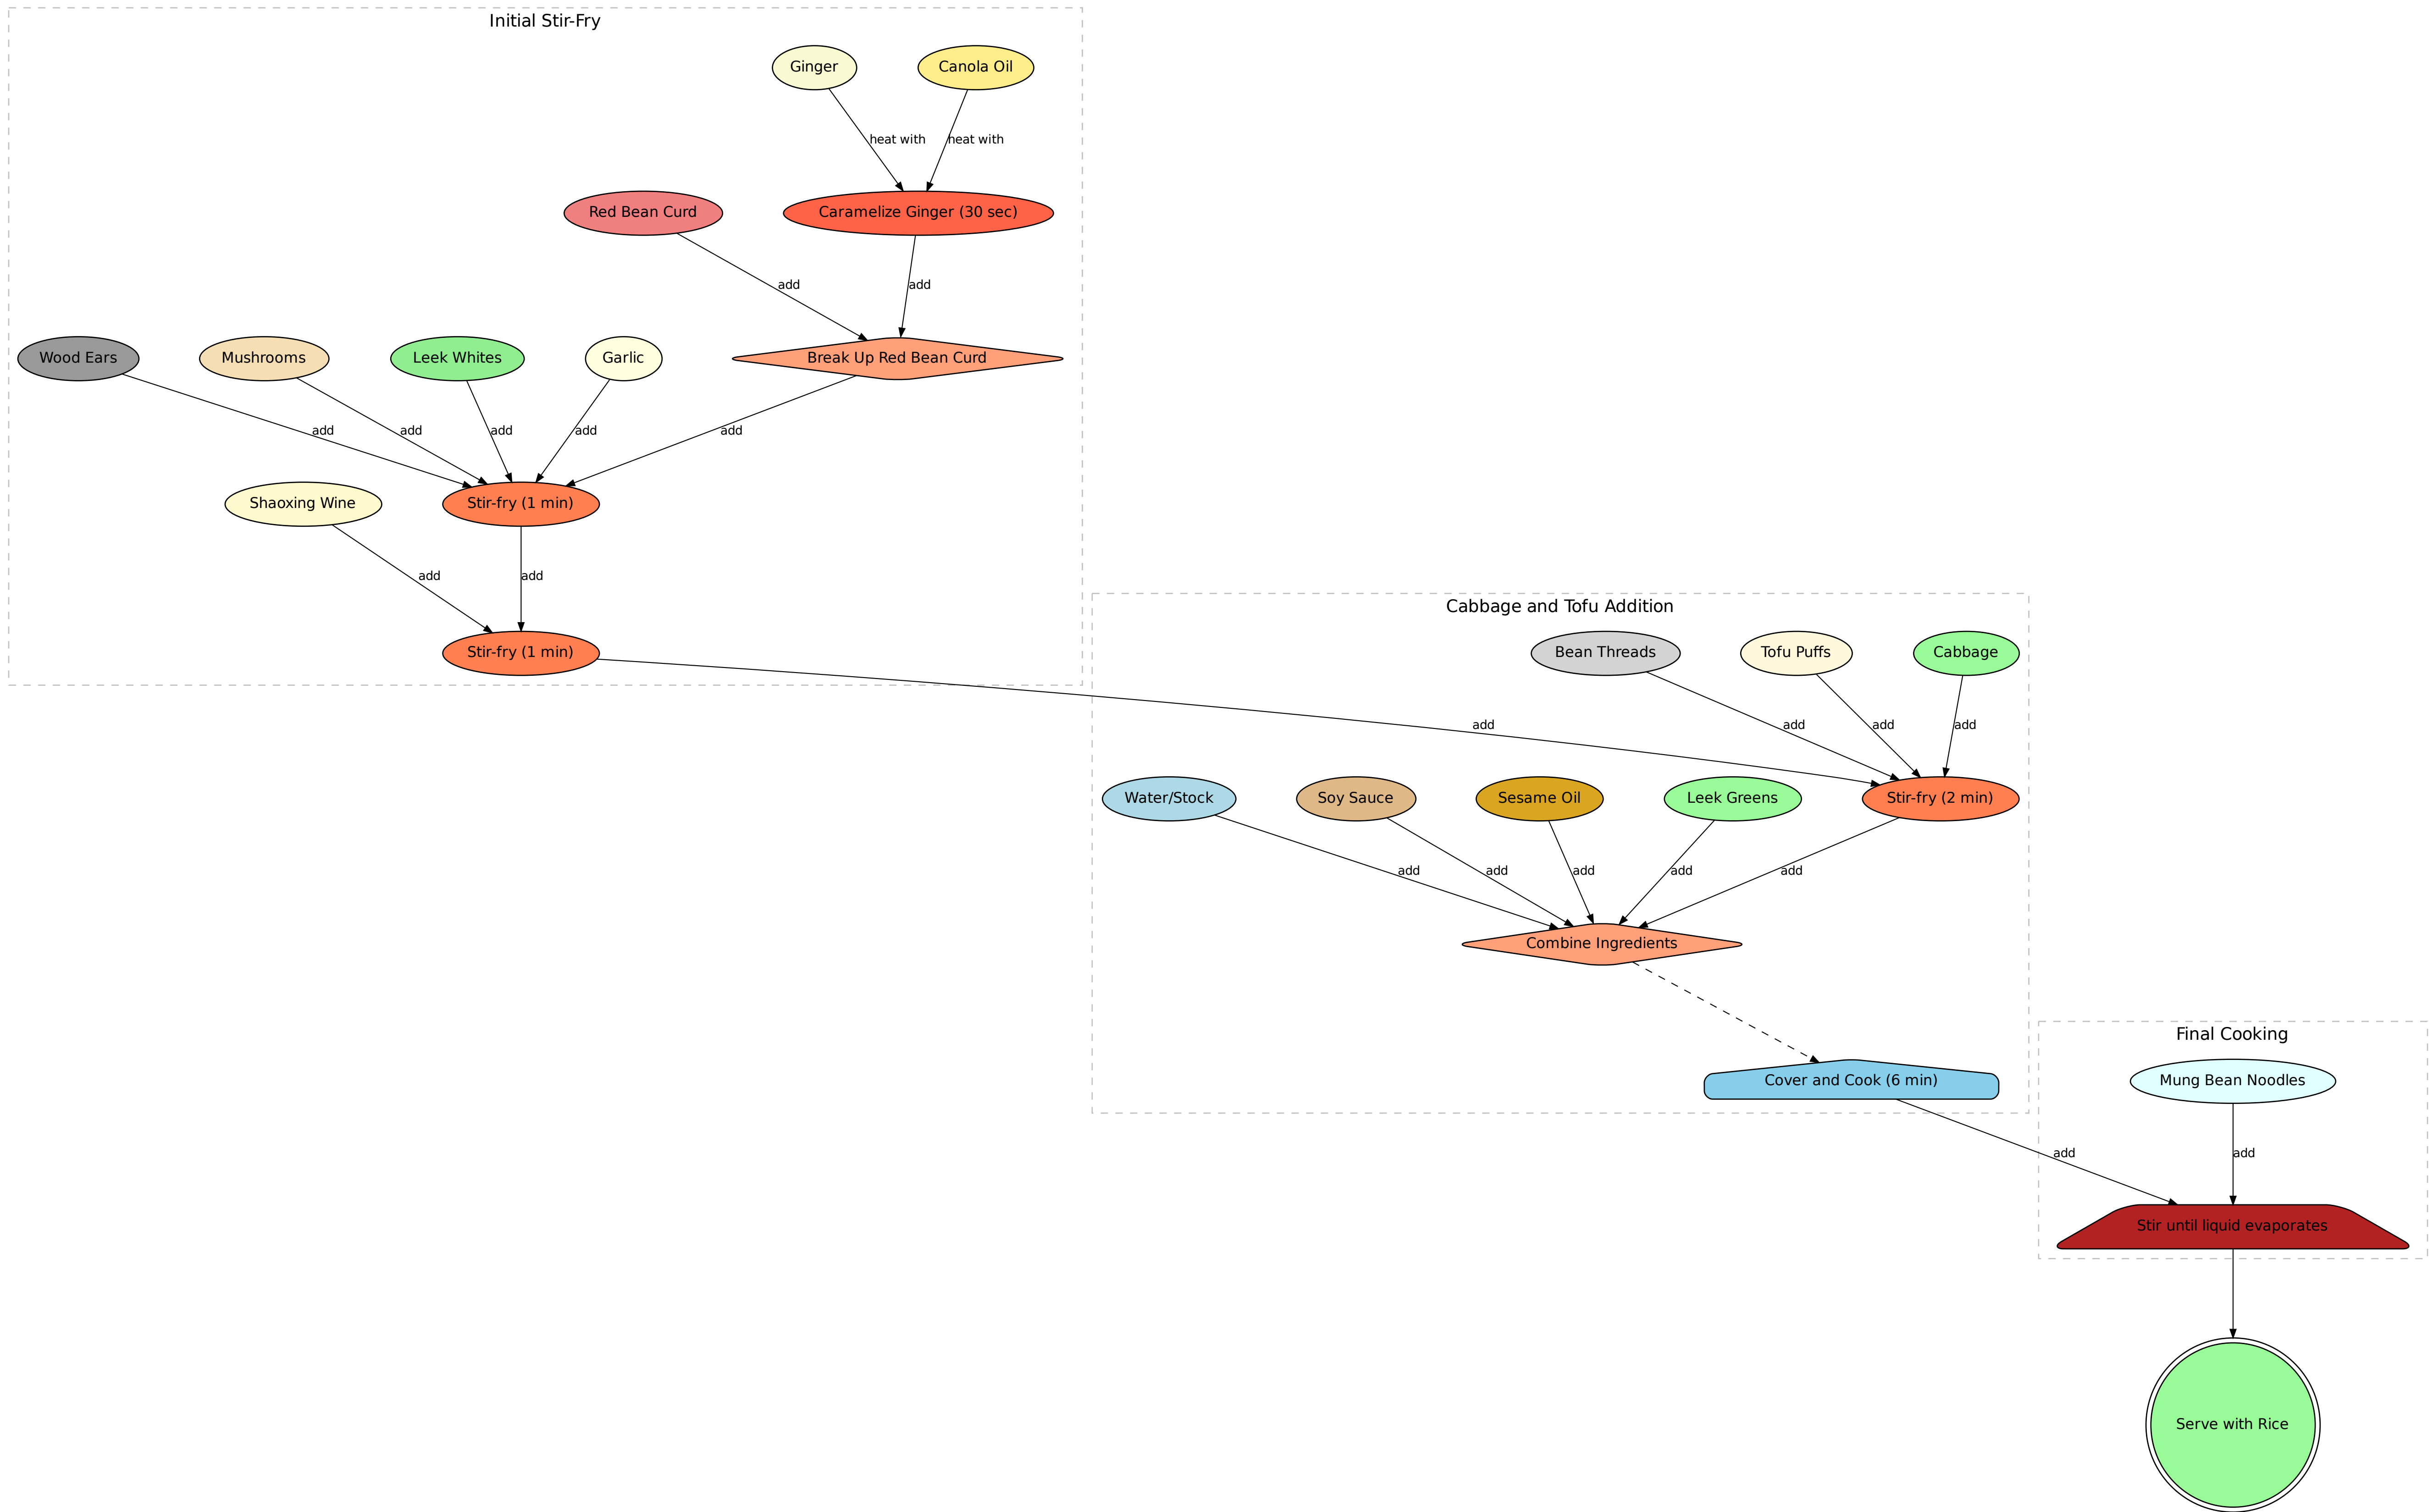 Initial Stir-Fry
Ginger
Canola Oil
heat with
heat with
Red Bean Curd
Caramelize Ginger (30 sec)
add
add
Wood Ears
Mushrooms
Leek Whites
Garlic
Break Up Red Bean Curd
add
add
add
add
add
Shaoxing Wine
Stir-fry (1 min)
add
add
Stir-fry (1 min)
Cabbage and Tofu Addition
Bean Threads
Tofu Puffs
Cabbage
add
add
add
add
Water/Stock
Soy Sauce
Sesame Oil
Leek Greens
Stir-fry (2 min)
add
add
add
add
add
Combine Ingredients
Cover and Cook (6 min)
Final Cooking
Mung Bean Noodles
add
add
Stir until liquid evaporates
Serve with Rice